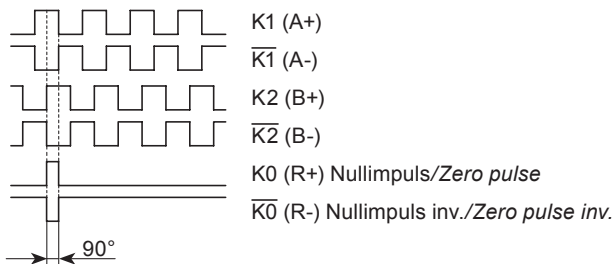 K1 (A+)
K1̅ (A-)
K2 (B+)
K2̅ (B-)
K0 (R+) Nullimpuls/Zero pulse
K0̅ (R-) Nullimpuls inv./Zero pulse inv.
90°